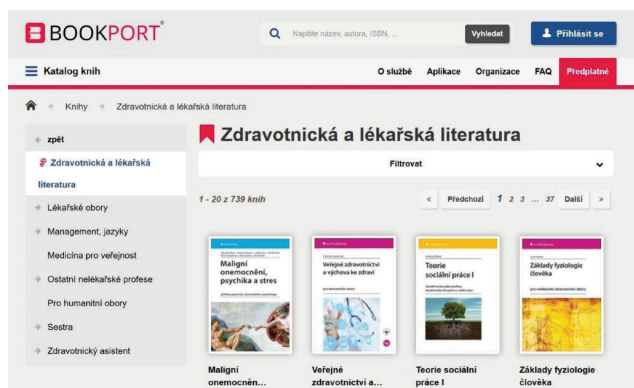 BOOKPORT
Napište název, autora, ISBN, ...
Vyhledat
Přihlásit se
Katalog knih
O službě Aplikace Organizace FAQ Předplatné
Knihy Zdravotnická a lékařská literatura
zpět
Zdravotnická a lékařská literatura
Lékařské obory
Management, jazyky
Medicína pro veřejnost
Ostatní nelékařské profese
Pro humanitní obory
Sestra
Zdravotnický asistent
Zdravotnická a lékařská literatura
Filtrovat
1 - 20 z 739 knih
« Předchozí 1 2 3 ... 37 Další »
Maligní
onemocnění,
psychika a stres
Veřejné zdravotnictví
a výchova ke zdraví
Teorie
sociální práce I
Základy fyziologie
člověka
Maligní
onemocněn...
Veřejné
zdravotnictví a...
Teorie sociální
práce I
Základy fyziologie
člověka